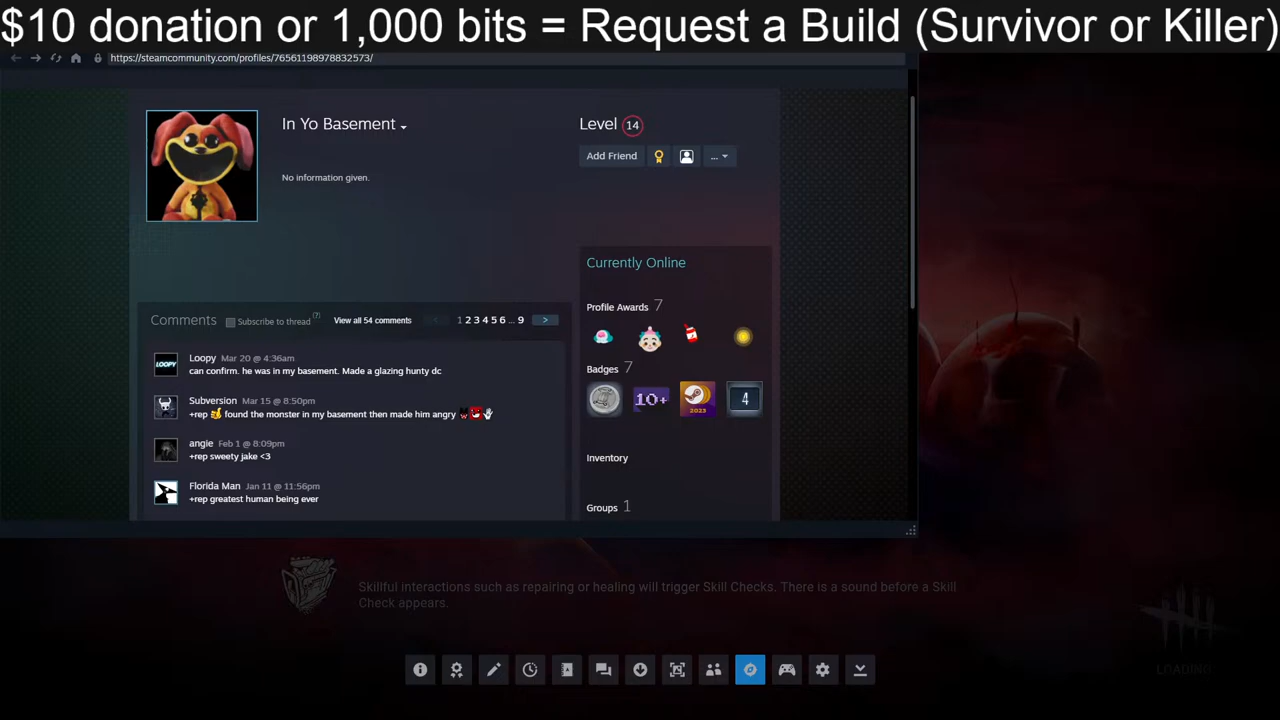 $10 donation or 1,000 bits = Request a Build (Survivor or Killer)
https://steamcommunity.com/profiles/76561198978832573/
In Yo Basement
No information given.
Level 14
Add Friend
...
Currently Online
Profile Awards 7
Badges 7
10+
2023
4
Inventory
Groups 1
Comments
Subscribe to thread (?)
View all 54 comments
1 2 3 4 5 6 ... 9 >
LOOPY
Loopy Mar 20 @ 4:36am
can confirm. he was in my basement. Made a glazing hunty dc
Subversion Mar 15 @ 8:50pm
+rep 👍 found the monster in my basement then made him angry
angie Feb 1 @ 8:09pm
+rep sweety jake <3
Florida Man Jan 11 @ 11:56pm
+rep greatest human being ever
Skillful interactions such as repairing or healing will trigger Skill Checks. There is a sound before a Skill
Check appears.
LOADING